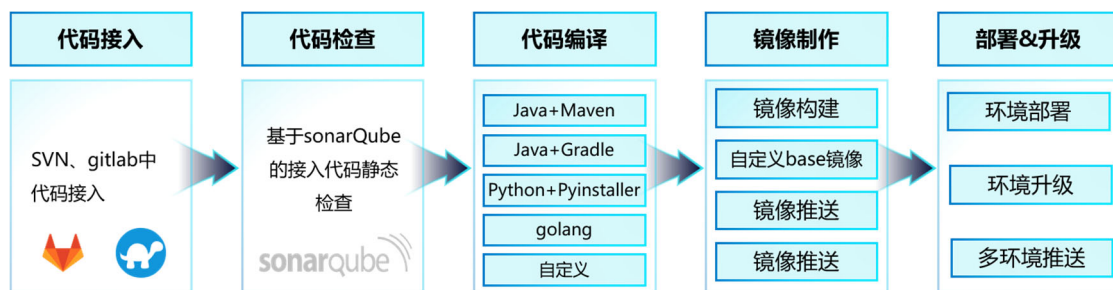 代码接入
代码检查
代码编译
镜像制作
部署&升级
SVN、gitlab中
代码接入
基于sonarQube
的接入代码静态
检查
sonarqube
Java+Maven
Java+Gradle
Python+Pyinstaller
golang
自定义
镜像构建
自定义base镜像
镜像推送
镜像推送
环境部署
环境升级
多环境推送